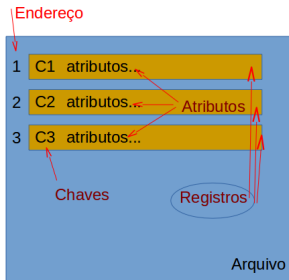 Endereço
1 C1 atributos...
2 C2 atributos...
Atributos
3 C3 atributos...
Chaves
Registros
Arquivo